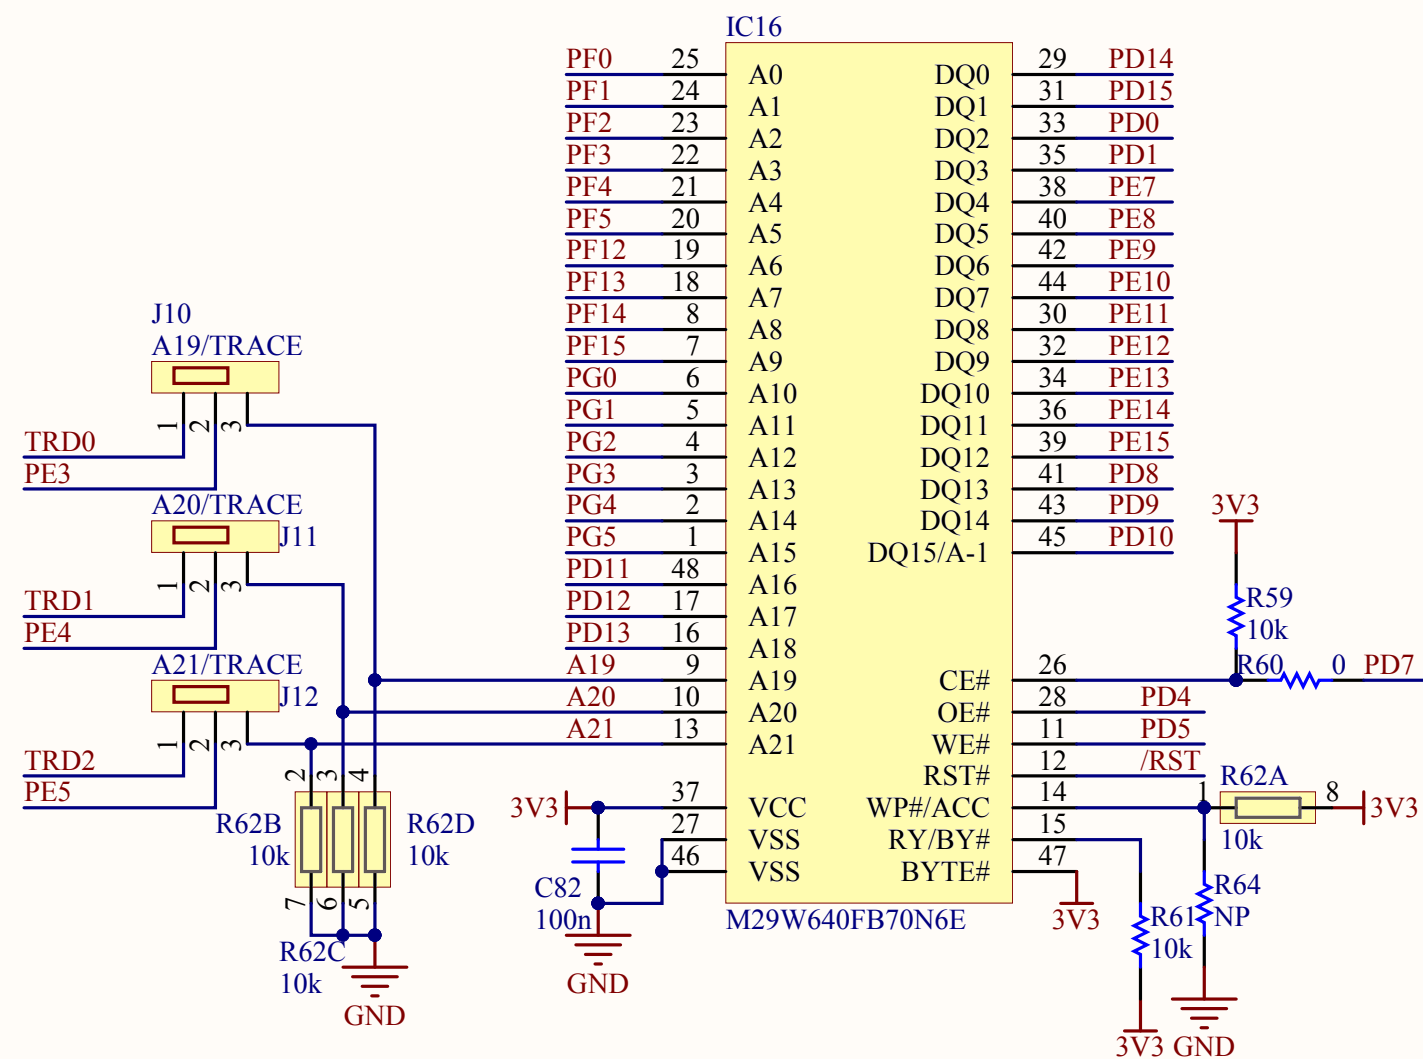 IC16
PF0 25 A0 DQ0 29 PD14
PF1 24 A1 DQ1 31 PD15
PF2 23 A2 DQ2 33 PD0
PF3 22 A3 DQ3 35 PD1
PF4 21 A4 DQ4 38 PE7
PF5 20 A5 DQ5 40 PE8
PF12 19 A6 DQ6 42 PE9
PF13 18 A7 DQ7 44 PE10
PF14 8 A8 DQ8 30 PE11
PF15 7 A9 DQ9 32 PE12
PG0 6 A10 DQ10 34 PE13
PG1 5 A11 DQ11 36 PE14
PG2 4 A12 DQ12 39 PE15
PG3 3 A13 DQ13 41 PD8
PG4 2 A14 DQ14 43 PD9
PG5 1 A15 DQ15/A-1 45 PD10
PD11 48 A16
PD12 17 A17
PD13 16 A18
A19 9 A19 CE# 26
A20 10 A20 OE# 28 PD4
A21 13 A21 WE# 11 PD5
RST# 12 /RST
3V3 37 VCC WP#/ACC 14
27 VSS RY/BY# 15
46 VSS BYTE# 47
M29W640FB70N6E
J10
A19/TRACE
1 2 3
TRD0
PE3
A20/TRACE
J11
1 2 3
TRD1
PE4
A21/TRACE
J12
1 2 3
TRD2
PE5
2 3 4
R62B
10k
R62D
10k
7 6 5
R62C
10k
GND
C82
100n
GND
3V3
R59
10k
R60 0 PD7
R62A
1 8 3V3
10k
R64
NP
3V3
R61
10k
3V3
GND